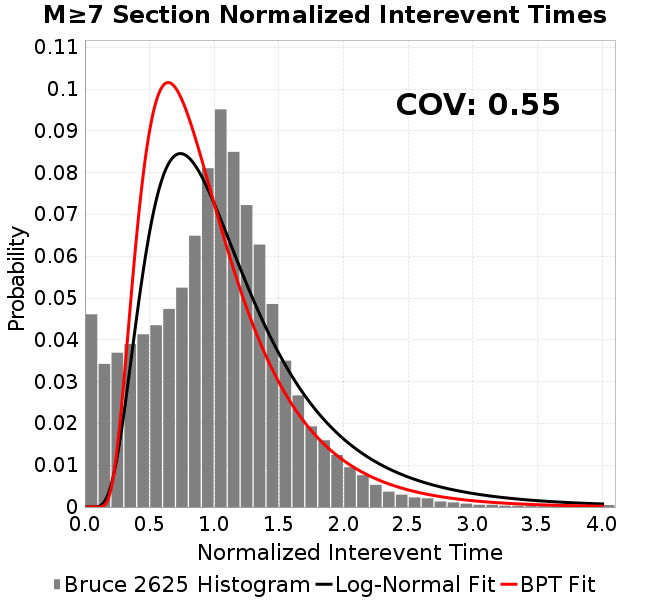 M≥7 Section Normalized Interevent Times
COV: 0.55
Probability
0.11
0.1
0.09
0.08
0.07
0.06
0.05
0.04
0.03
0.02
0.01
0
0.0 0.5 1.0 1.5 2.0 2.5 3.0 3.5 4.0
Normalized Interevent Time
Bruce 2625 Histogram Log-Normal Fit BPT Fit